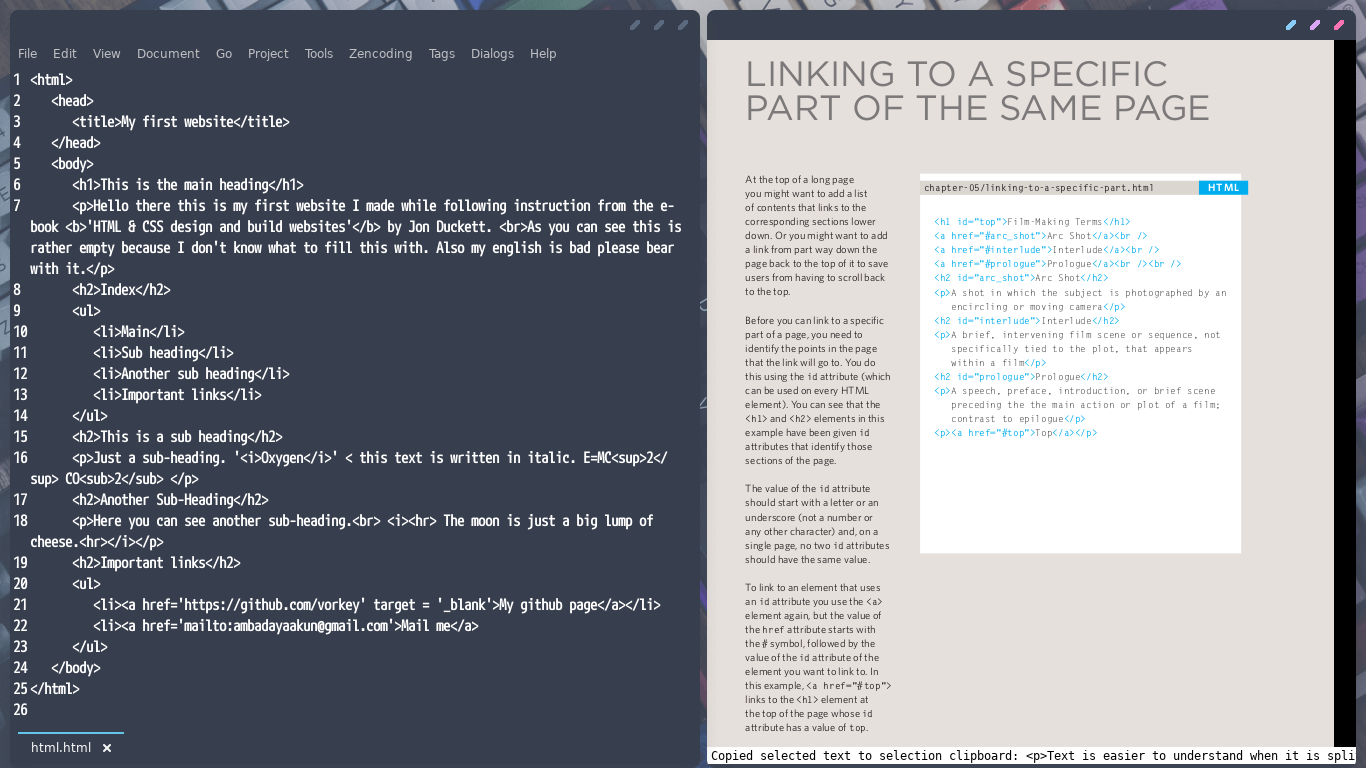 File Edit View Document Go Project Tools Zencoding Tags Dialogs Help
1 <html>
2 <head>
3 <title>My first website</title>
4 </head>
5 <body>
6 <h1>This is the main heading</h1>
7 <p>Hello there this is my first website I made while following instruction from the e-
book <b>'HTML & CSS design and build websites'</b> by Jon Duckett. <br>As you can see this is
rather empty because I don't know what to fill this with. Also my english is bad please bear
with it.</p>
8 <h2>Index</h2>
9 <ul>
10 <li>Main</li>
11 <li>Sub heading</li>
12 <li>Another sub heading</li>
13 <li>Important links</li>
14 </ul>
15 <h2>This is a sub heading</h2>
16 <p>Just a sub-heading. '<i>Oxygen</i>' < this text is written in italic. E=MC<sup>2</
sup> CO<sub>2</sub> </p>
17 <h2>Another Sub-Heading</h2>
18 <p>Here you can see another sub-heading.<br> <i><hr> The moon is just a big lump of
cheese.<hr></i></p>
19 <h2>Important links</h2>
20 <ul>
21 <li><a href='https://github.com/vorkey' target = '_blank'>My github page</a></li>
22 <li><a href='mailto:ambadayaakun@gmail.com'>Mail me</a>
23 </ul>
24 </body>
25 </html>
26
html.html ×
LINKING TO A SPECIFIC
PART OF THE SAME PAGE
At the top of a long page
you might want to add a list
of contents that links to the
corresponding sections lower
down. Or you might want to add
a link from part way down the
page back to the top of it to save
users from having to scroll back
to the top.
Before you can link to a specific
part of a page, you need to
identify the points in the page
that the link will go to. You do
this using the id attribute (which
can be used on every HTML
element). You can see that the
<h1> and <h2> elements in this
example have been given id
attributes that identify those
sections of the page.
The value of the id attribute
should start with a letter or an
underscore (not a number or
any other character) and, on a
single page, no two id attributes
should have the same value.
To link to an element that uses
an id attribute you use the <a>
element again, but the value of
the href attribute starts with
the # symbol, followed by the
value of the id attribute of the
element you want to link to. In
this example, <a href="#top">
links to the <h1> element at
the top of the page whose id
attribute has a value of top.
chapter-05/linking-to-a-specific-part.html HTML
<h1 id="top">Film-Making Terms</h1>
<a href="#arc_shot">Arc Shot</a><br />
<a href="#interlude">Interlude</a><br />
<a href="#prologue">Prologue</a><br /><br />
<h2 id="arc_shot">Arc Shot</h2>
<p>A shot in which the subject is photographed by an
encircling or moving camera</p>
<h2 id="interlude">Interlude</h2>
<p>A brief, intervening film scene or sequence, not
specifically tied to the plot, that appears
within a film</p>
<h2 id="prologue">Prologue</h2>
<p>A speech, preface, introduction, or brief scene
preceding the the main action or plot of a film;
contrast to epilogue</p>
<p><a href="#top">Top</a></p>
Copied selected text to selection clipboard: <p>Text is easier to understand when it is spli